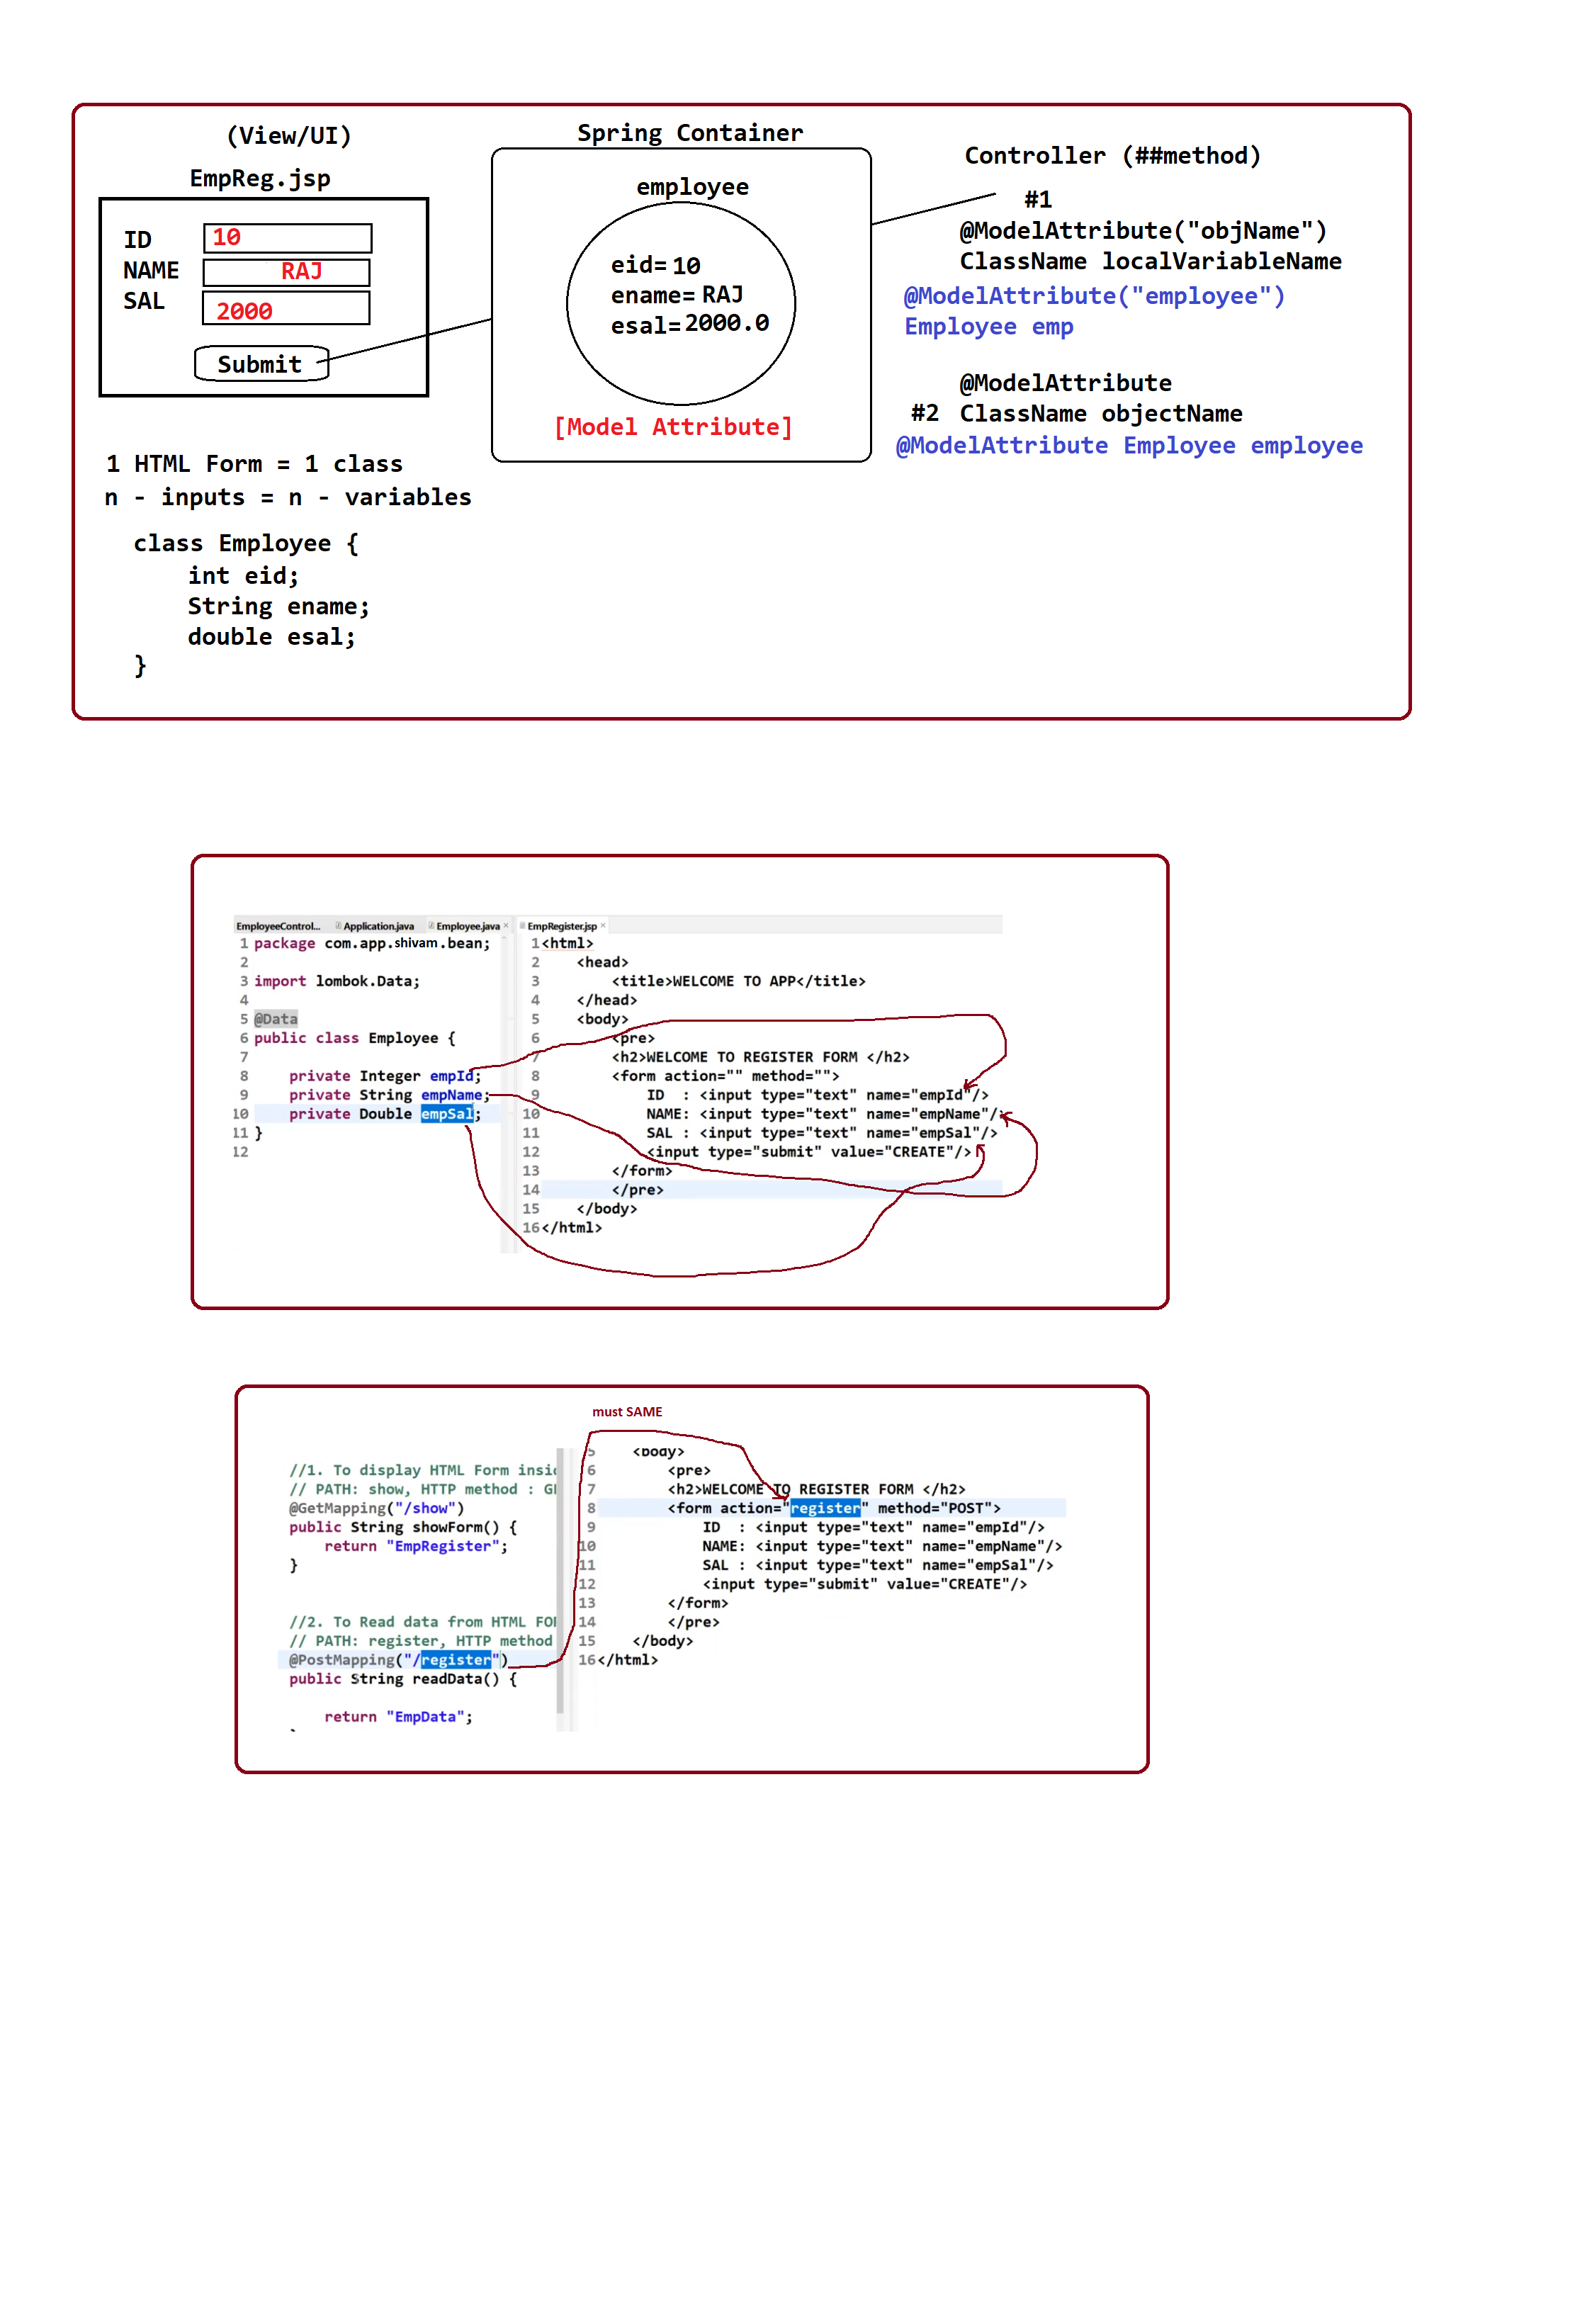 (View/UI)
EmpReg.jsp
ID 10
NAME RAJ
SAL 2000
Submit
Spring Container
employee
eid= 10
ename= RAJ
esal= 2000.0
[Model Attribute]
Controller (##method)
#1
@ModelAttribute("objName")
ClassName localVariableName
@ModelAttribute("employee")
Employee emp
@ModelAttribute
#2 ClassName objectName
@ModelAttribute Employee employee
1 HTML Form = 1 class
n - inputs = n - variables
class Employee {
int eid;
String ename;
double esal;
}
EmployeeControl... Application.java Employee.java
1 package com.app.shivam.bean;
2
3 import lombok.Data;
4
5 @Data
6 public class Employee {
7
8 private Integer empId;
9 private String empName;
10 private Double empSal;
11 }
12
EmpRegister.jsp
1 <html>
2 <head>
3 <title>WELCOME TO APP</title>
4 </head>
5 <body>
6 <pre>
7 <h2>WELCOME TO REGISTER FORM </h2>
8 <form action="" method="">
9 ID : <input type="text" name="empId"/>
10 NAME: <input type="text" name="empName"/>
11 SAL : <input type="text" name="empSal"/>
12 <input type="submit" value="CREATE"/>
13 </form>
14 </pre>
15 </body>
16 </html>
must SAME
//1. To display HTML Form insi
// PATH: show, HTTP method : G
@GetMapping("/show")
public String showForm() {
return "EmpRegister";
}
//2. To Read data from HTML FO
// PATH: register, HTTP method
@PostMapping("/register")
public String readData() {
return "EmpData";
5 <body>
6 <pre>
7 <h2>WELCOME TO REGISTER FORM </h2>
8 <form action="register" method="POST">
9 ID : <input type="text" name="empId"/>
10 NAME: <input type="text" name="empName"/>
11 SAL : <input type="text" name="empSal"/>
12 <input type="submit" value="CREATE"/>
13 </form>
14 </pre>
15 </body>
16 </html>